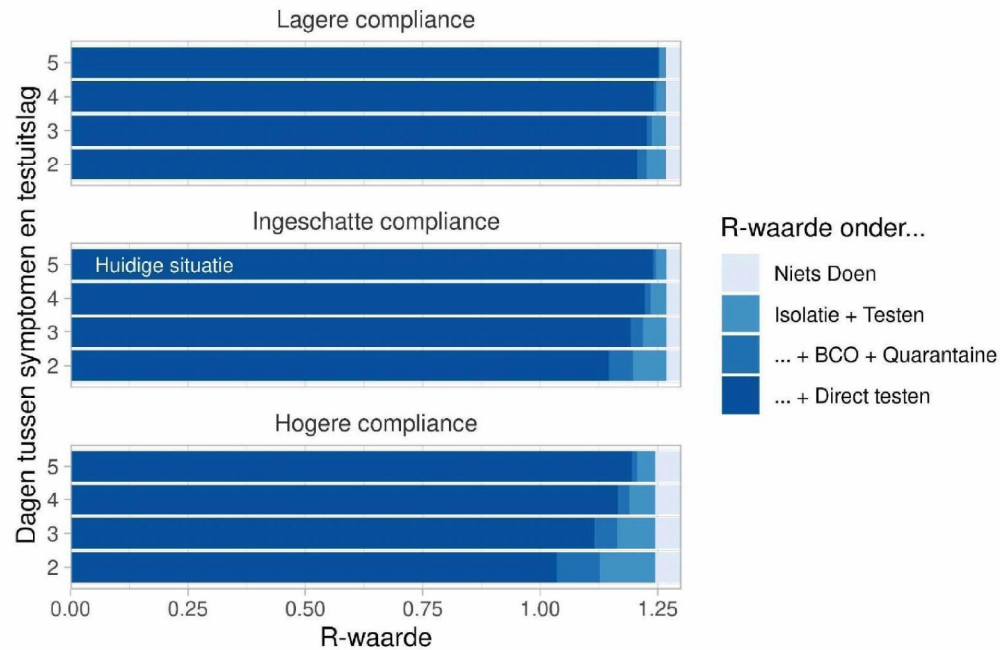 Lagere compliance
5
4
3
2
Ingeschatte compliance
5
Huidige situatie
4
3
2
Hogere compliance
5
4
3
2
0.00 0.25 0.50 0.75 1.00 1.25
R-waarde
Dagen tussen symptomen en testuitslag
R-waarde onder...
Niets Doen
Isolatie + Testen
... + BCO + Quarantaine
... + Direct testen